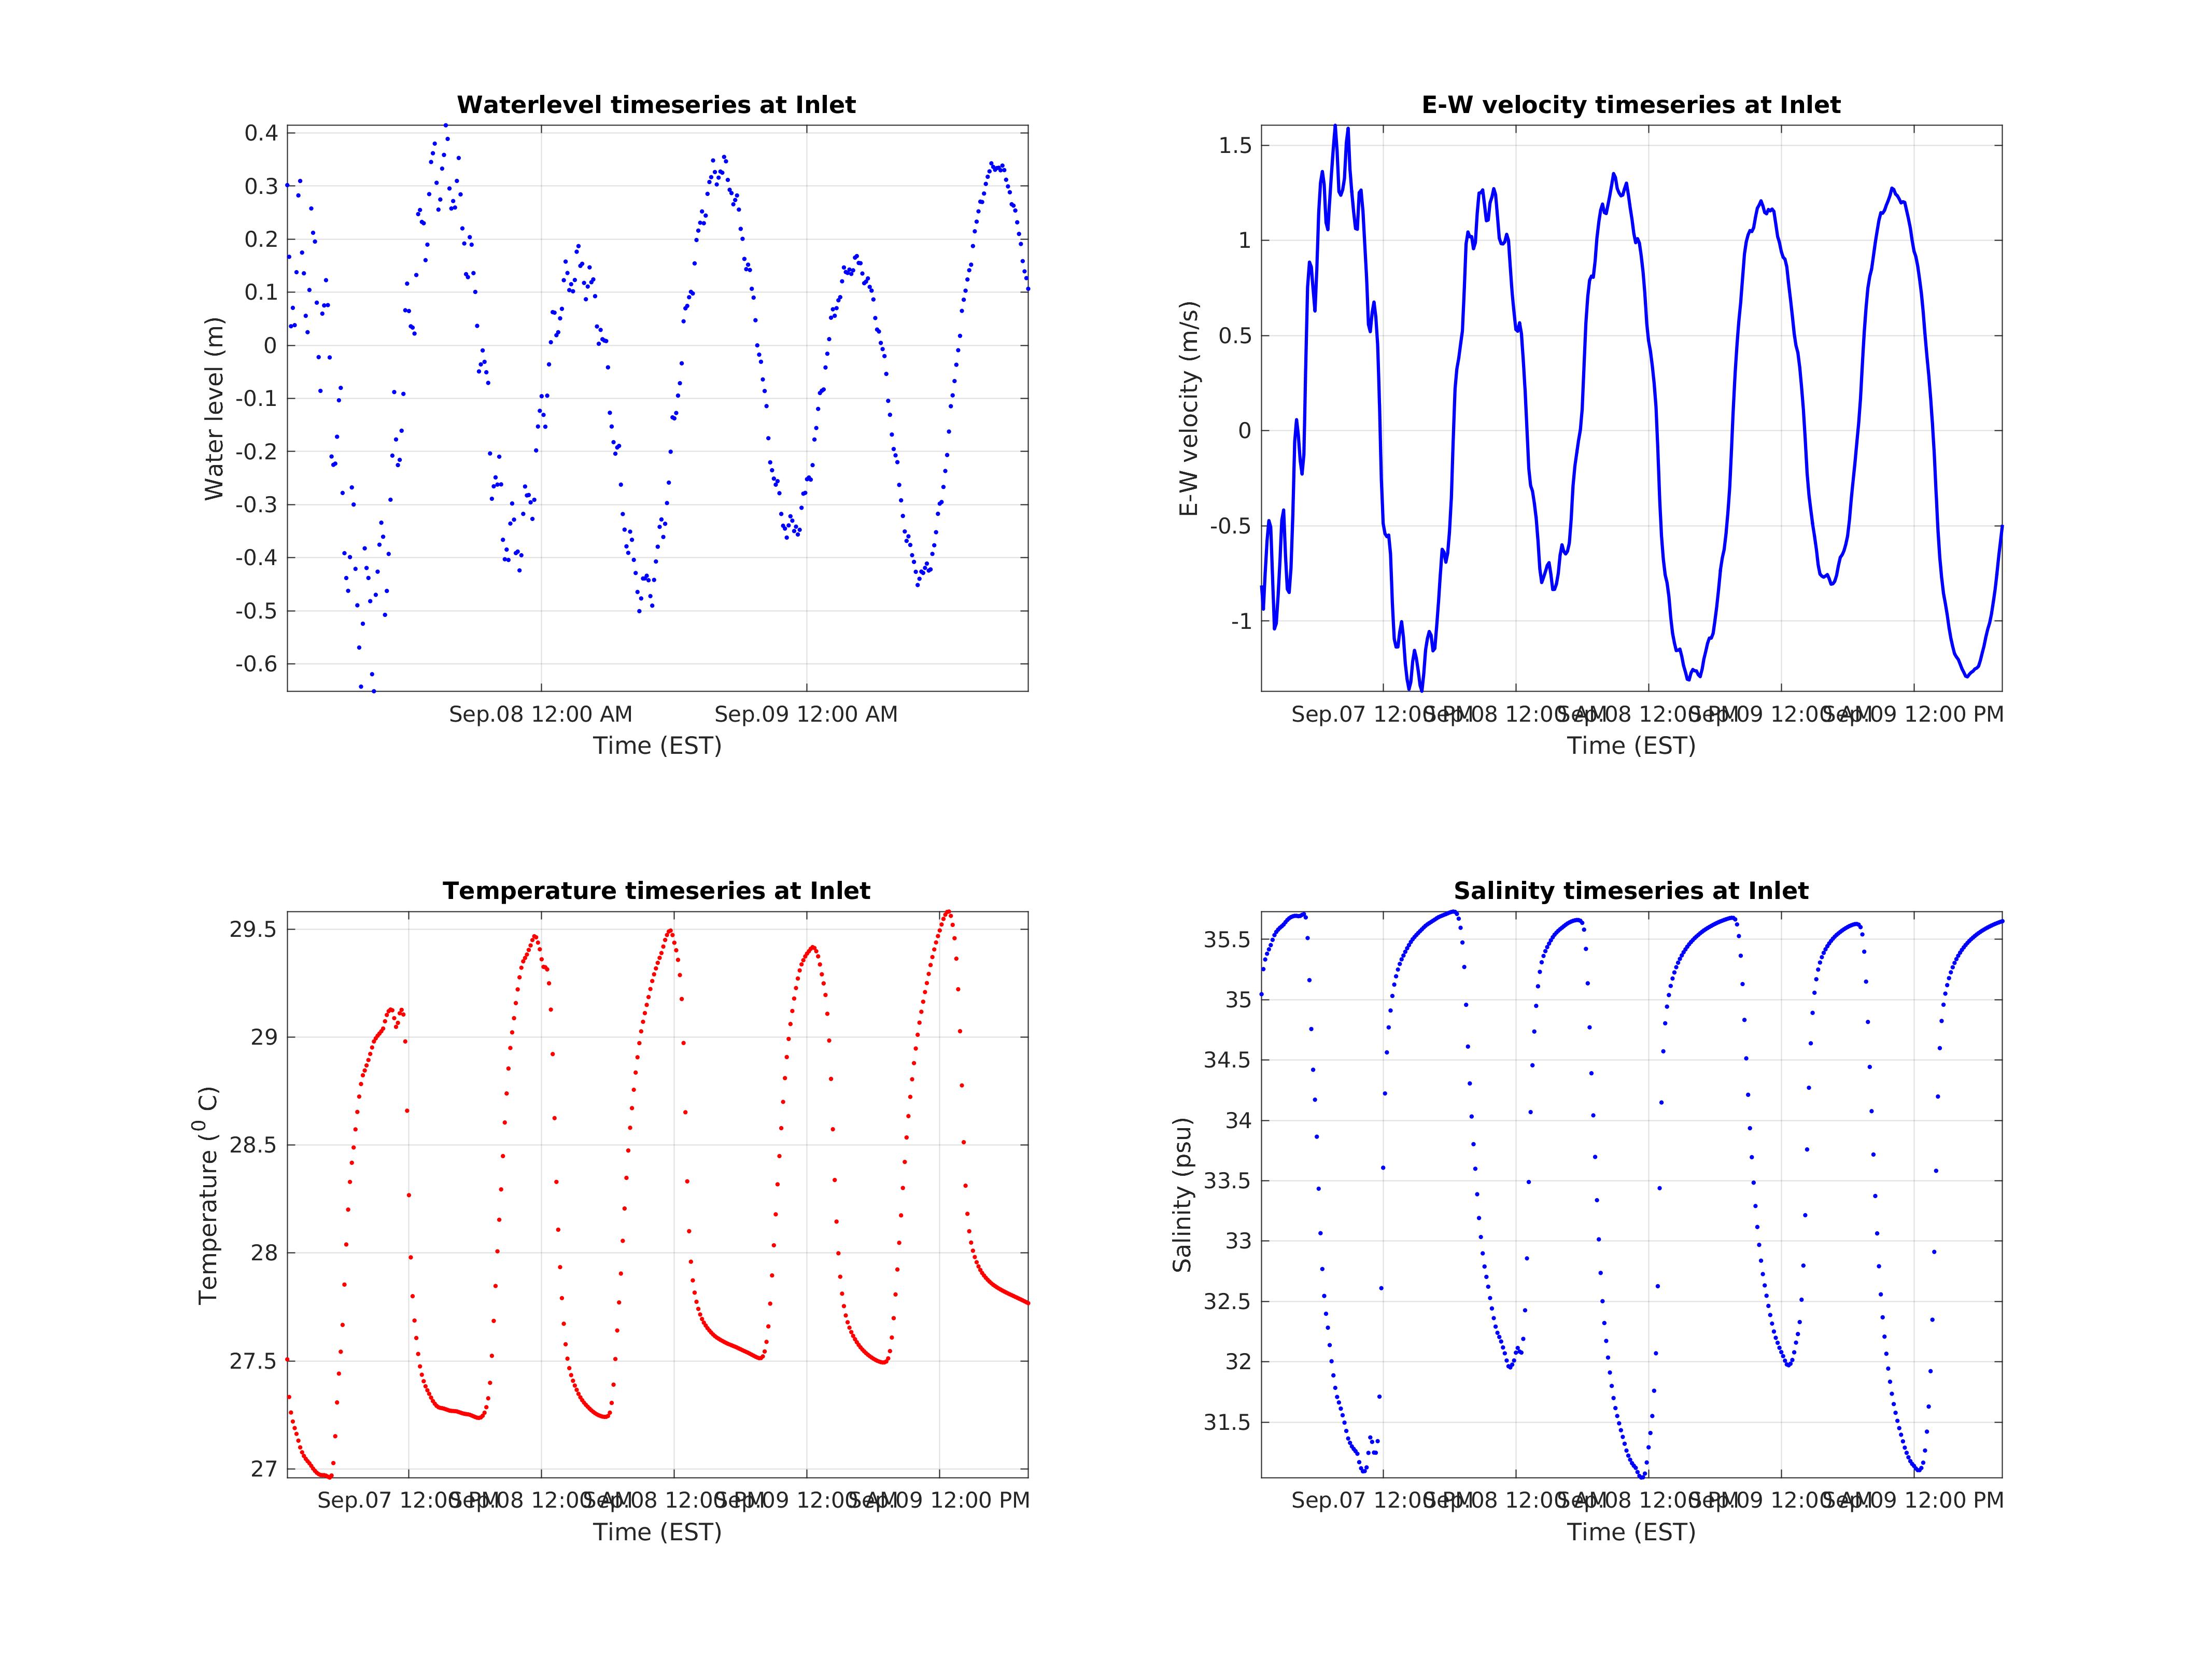 Waterlevel timeseries at Inlet
0.4
0.3
0.2
0.1
0
-0.1
-0.2
-0.3
-0.4
-0.5
-0.6
Water level (m)
Sep.08 12:00 AM Sep.09 12:00 AM
Time (EST)
E-W velocity timeseries at Inlet
1.5
1
0.5
0
-0.5
-1
E-W velocity (m/s)
Sep.07 12:00 PM Sep.08 12:00 AM Sep.08 12:00 PM Sep.09 12:00 AM Sep.09 12:00 PM
Time (EST)
Temperature timeseries at Inlet
29.5
29
28.5
28
27.5
27
Temperature (⁰ C)
Sep.07 12:00 PM Sep.08 12:00 AM Sep.08 12:00 PM Sep.09 12:00 AM Sep.09 12:00 PM
Time (EST)
Salinity timeseries at Inlet
35.5
35
34.5
34
33.5
33
32.5
32
31.5
Salinity (psu)
Sep.07 12:00 PM Sep.08 12:00 AM Sep.08 12:00 PM Sep.09 12:00 AM Sep.09 12:00 PM
Time (EST)